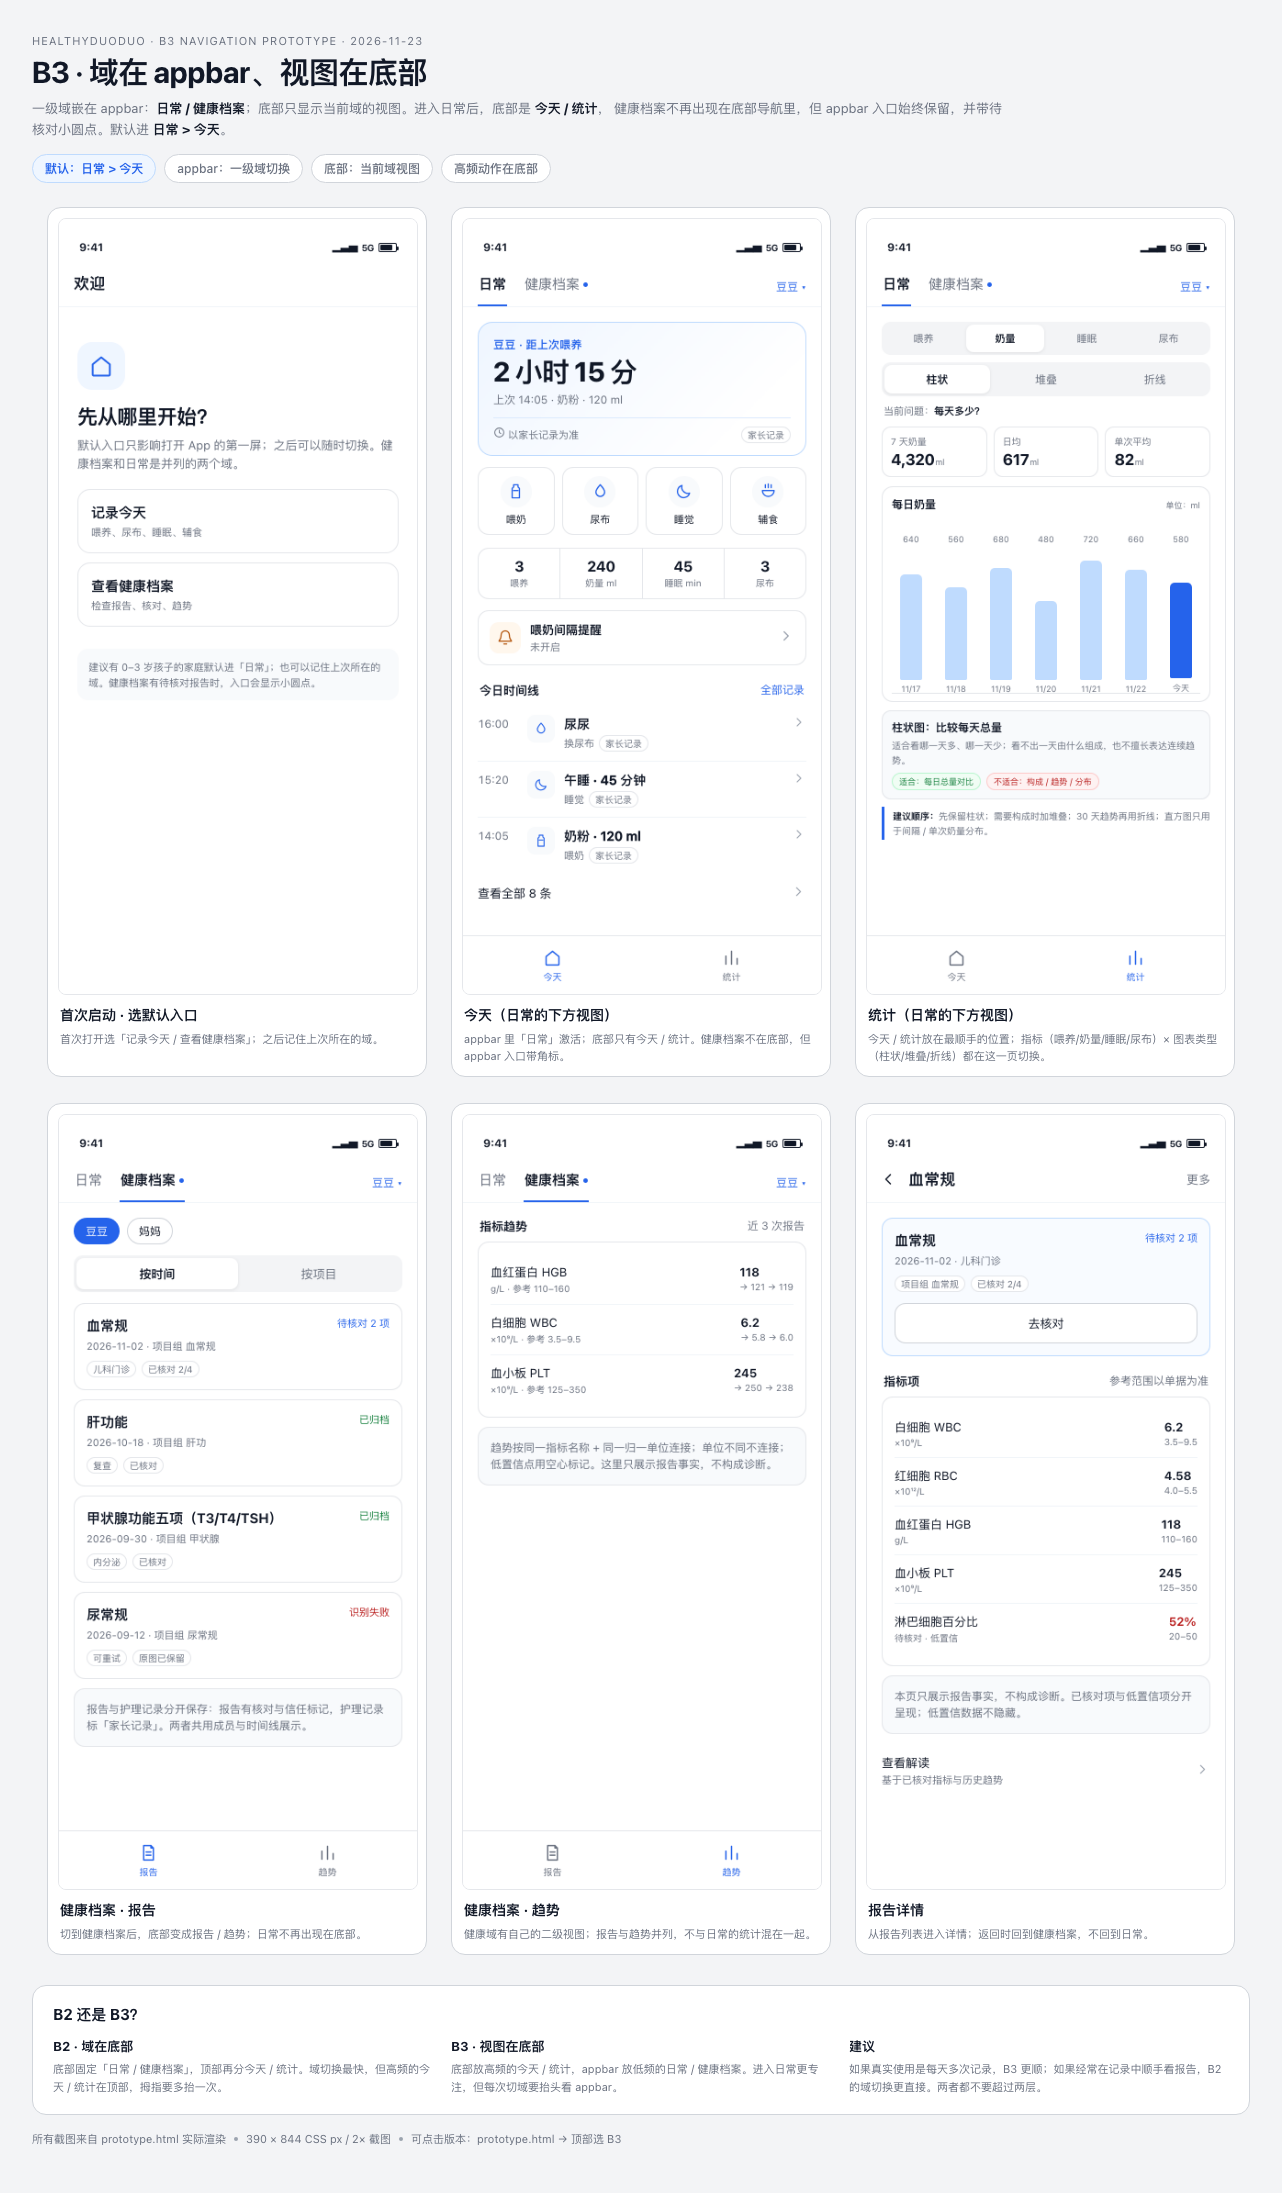 HEALTHYDUODUO · B3 NAVIGATION PROTOTYPE · 2026-11-23
B3 · 域在 appbar、视图在底部
一级域嵌在 appbar：日常 / 健康档案；底部只显示当前域的视图。进入日常后，底部是 今天 / 统计， 健康档案不再出现在底部导航里，但 appbar 入口始终保留，并带待
核对小圆点。默认进 日常 > 今天。
默认：日常 > 今天
appbar：一级域切换
底部：当前域视图
高频动作在底部
9:41
5G
欢迎
先从哪里开始？
默认入口只影响打开 App 的第一屏；之后可以随时切换。健
康档案和日常是并列的两个域。
记录今天
喂养、尿布、睡眠、辅食
查看健康档案
检查报告、核对、趋势
建议有 0–3 岁孩子的家庭默认进「日常」；也可以记住上次所在的
域。健康档案有待核对报告时，入口会显示小圆点。
首次启动 · 选默认入口
首次打开选「记录今天 / 查看健康档案」；之后记住上次所在的域。
9:41
5G
日常
健康档案
豆豆
豆豆 · 距上次喂养
2 小时 15 分
上次 14:05 · 奶粉 · 120 ml
以家长记录为准
家长记录
喂奶
尿布
睡觉
辅食
3
喂养
240
奶量 ml
45
睡眠 min
3
尿布
喂奶间隔提醒
未开启
今日时间线
全部记录
16:00
尿尿
换尿布 家长记录
15:20
午睡 · 45 分钟
睡觉 家长记录
14:05
奶粉 · 120 ml
喂奶 家长记录
查看全部 8 条
今天
统计
今天（日常的下方视图）
appbar 里「日常」激活；底部只有今天 / 统计。健康档案不在底部，但
appbar 入口带角标。
9:41
5G
日常
健康档案
豆豆
喂养
奶量
睡眠
尿布
柱状
堆叠
折线
当前问题：每天多少？
7 天奶量
4,320 ml
日均
617 ml
单次平均
82 ml
每日奶量
单位：ml
640 560 680 480 720 660 580
11/17 11/18 11/19 11/20 11/21 11/22 今天
柱状图：比较每天总量
适合看哪一天多、哪一天少；看不出一天由什么组成，也不擅长表达连续趋
势。
适合：每日总量对比
不适合：构成 / 趋势 / 分布
建议顺序：先保留柱状；需要构成时加堆叠；30 天趋势再用折线；直方图只用
于间隔 / 单次奶量分布。
今天
统计
统计（日常的下方视图）
今天 / 统计放在最顺手的位置；指标（喂养/奶量/睡眠/尿布）× 图表类型
（柱状/堆叠/折线）都在这一页切换。
9:41
5G
日常
健康档案
豆豆
豆豆
妈妈
按时间
按项目
血常规
待核对 2 项
2026-11-02 · 项目组 血常规
儿科门诊
已核对 2/4
肝功能
已归档
2026-10-18 · 项目组 肝功
复查
已核对
甲状腺功能五项（T3/T4/TSH）
已归档
2026-09-30 · 项目组 甲状腺
内分泌
已核对
尿常规
识别失败
2026-09-12 · 项目组 尿常规
可重试
原图已保留
报告与护理记录分开保存：报告有核对与信任标记，护理记录
标「家长记录」。两者共用成员与时间线展示。
报告
趋势
健康档案 · 报告
切到健康档案后，底部变成报告 / 趋势；日常不再出现在底部。
9:41
5G
日常
健康档案
豆豆
指标趋势
近 3 次报告
血红蛋白 HGB
118
g/L · 参考 110–160
→ 121 → 119
白细胞 WBC
6.2
×10⁹/L · 参考 3.5–9.5
→ 5.8 → 6.0
血小板 PLT
245
×10⁹/L · 参考 125–350
→ 250 → 238
趋势按同一指标名称 + 同一归一单位连接；单位不同不连接；
低置信点用空心标记。这里只展示报告事实，不构成诊断。
报告
趋势
健康档案 · 趋势
健康域有自己的二级视图；报告与趋势并列，不与日常的统计混在一起。
9:41
5G
血常规
更多
血常规
待核对 2 项
2026-11-02 · 儿科门诊
项目组 血常规
已核对 2/4
去核对
指标项
参考范围以单据为准
白细胞 WBC
6.2
×10⁹/L
3.5–9.5
红细胞 RBC
4.58
×10¹²/L
4.0–5.5
血红蛋白 HGB
118
g/L
110–160
血小板 PLT
245
×10⁹/L
125–350
淋巴细胞百分比
52%
待核对 · 低置信
20–50
本页只展示报告事实，不构成诊断。已核对项与低置信项分开
呈现；低置信数据不隐藏。
查看解读
基于已核对指标与历史趋势
报告详情
从报告列表进入详情；返回时回到健康档案，不回到日常。
B2 还是 B3？
B2 · 域在底部
底部固定「日常 / 健康档案」，顶部再分今天 / 统计。域切换最快，但高频的今
天 / 统计在顶部，拇指要多抬一次。
B3 · 视图在底部
底部放高频的今天 / 统计，appbar 放低频的日常 / 健康档案。进入日常更专
注，但每次切域要抬头看 appbar。
建议
如果真实使用是每天多次记录，B3 更顺；如果经常在记录中顺手看报告，B2
的域切换更直接。两者都不要超过两层。
所有截图来自 prototype.html 实际渲染 • 390 × 844 CSS px / 2× 截图 • 可点击版本：prototype.html → 顶部选 B3